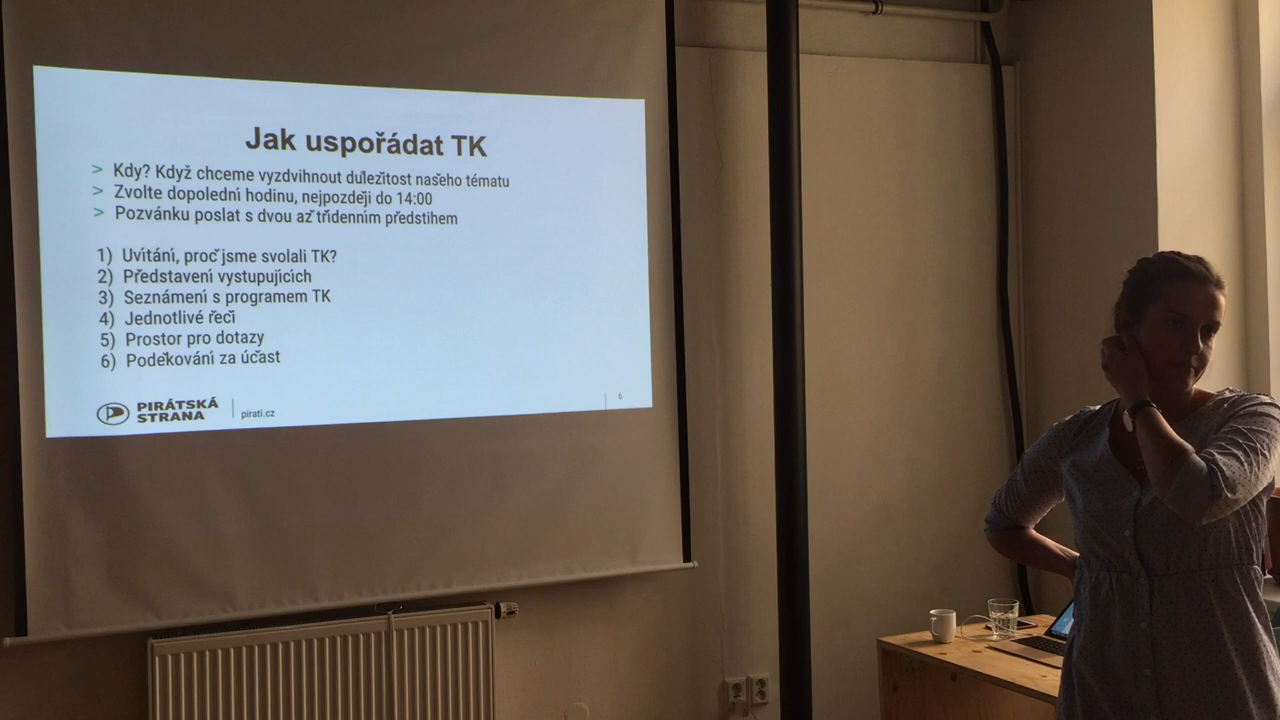 Jak uspořádat TK
> Kdy? Když chceme vyzdvihnout důležitost našeho tématu
> Zvolte dopolední hodinu, nejpozději do 14:00
> Pozvánku poslat s dvou až třídenním předstihem
1) Uvítání, proč jsme svolali TK?
2) Představení vystupujících
3) Seznámení s programem TK
4) Jednotlivé řeči
5) Prostor pro dotazy
6) Poděkování za účast
PIRÁTSKÁ
STRANA
pirati.cz
6